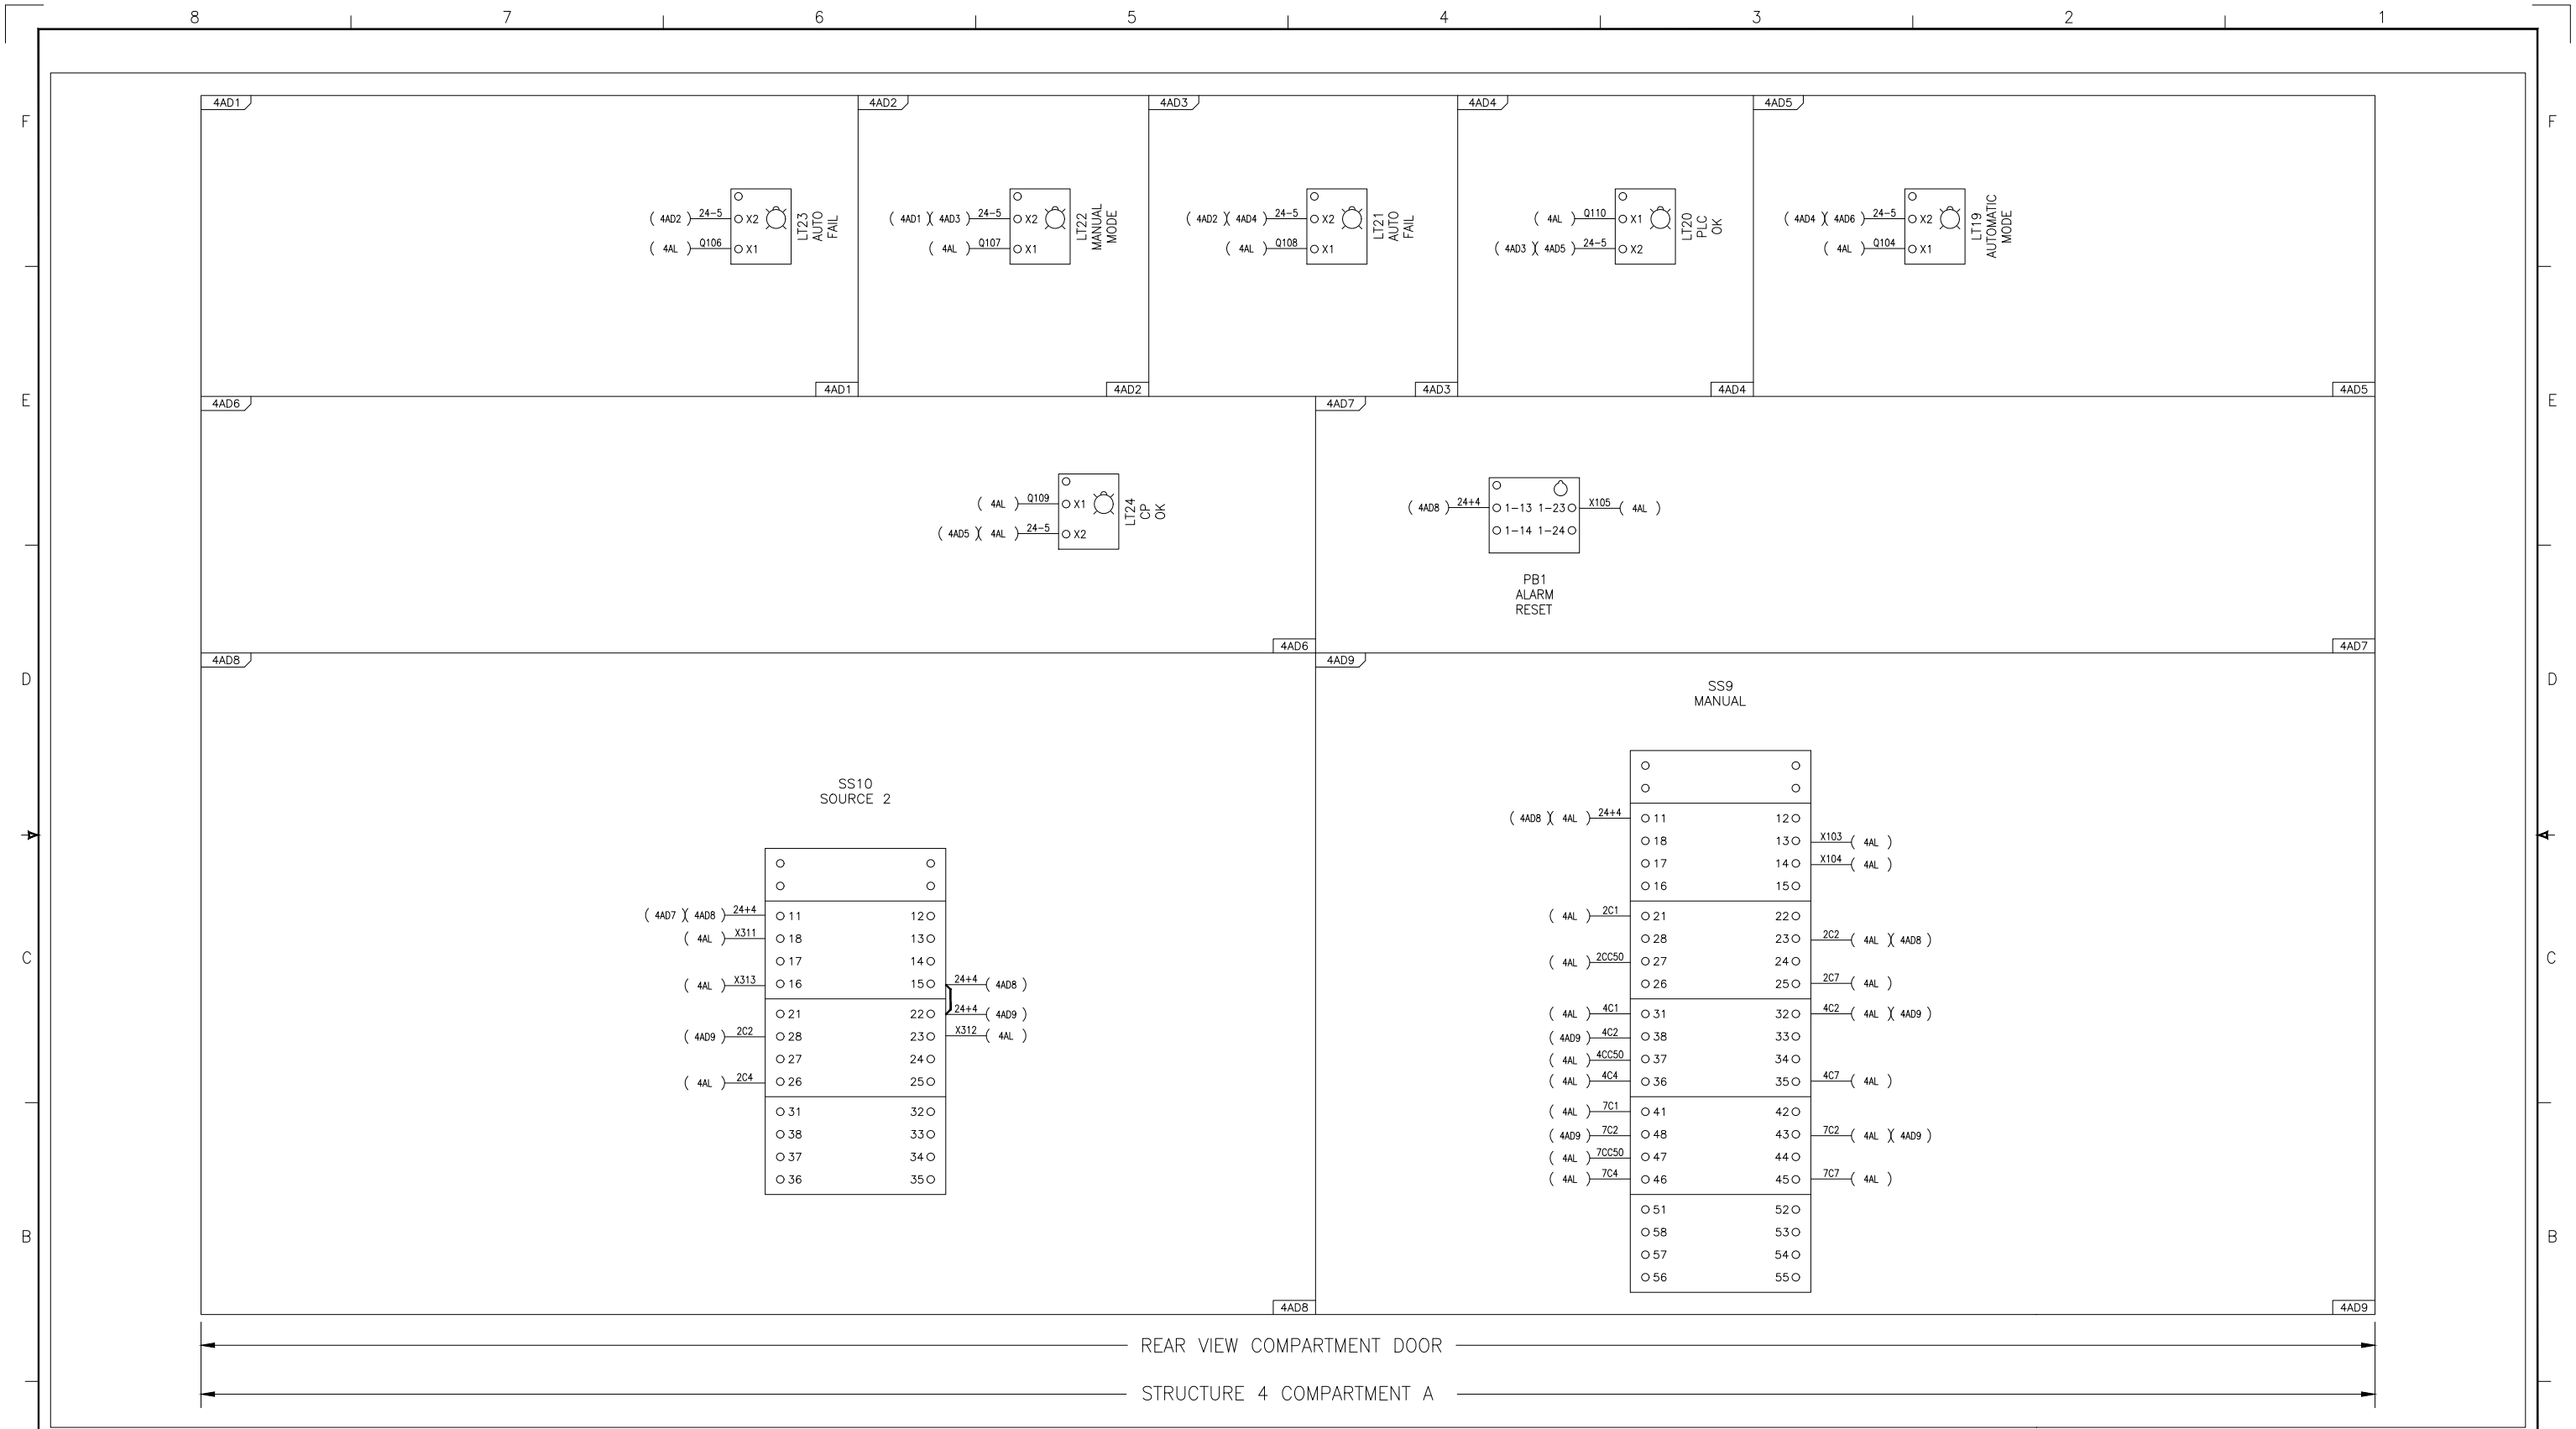 8 7 6 5 4 3 2 1
F F
4AD1 4AD2 4AD3 4AD4 4AD5
( 4AD2 ) 24-5 X2
( 4AL ) Q106 X1
LT23
AUTO
FAIL
( 4AD1 )( 4AD3 ) 24-5 X2
( 4AL ) Q107 X1
LT22
MANUAL
MODE
( 4AD2 )( 4AD4 ) 24-5 X2
( 4AL ) Q108 X1
LT21
AUTO
FAIL
( 4AL ) Q110 X1
( 4AD3 )( 4AD5 ) 24-5 X2
LT20
PLC
OK
( 4AD4 )( 4AD6 ) 24-5 X2
( 4AL ) Q104 X1
LT19
AUTOMATIC
MODE
4AD1 4AD2 4AD3 4AD4 4AD5
E E
4AD6 4AD7
( 4AL ) Q109 X1
( 4AD5 )( 4AL ) 24-5 X2
LT24
CP
OK
( 4AD8 ) 24+4 1-13 1-23 X105 ( 4AL )
1-14 1-24
PB1
ALARM
RESET
4AD6 4AD7
D D
4AD8 4AD9
SS10
SOURCE 2
( 4AD7 )( 4AD8 ) 24+4 11 12
( 4AL ) X311 18 13
17 14
( 4AL ) X313 16 15 24+4 ( 4AD8 )
21 22 24+4 ( 4AD9 )
( 4AD9 ) 2C2 28 23 X312 ( 4AL )
27 24
( 4AL ) 2C4 26 25
31 32
38 33
37 34
36 35
SS9
MANUAL
( 4AD8 )( 4AL ) 24+4 11 12
18 13 X103 ( 4AL )
17 14 X104 ( 4AL )
16 15
( 4AL ) 2C1 21 22
28 23 2C2 ( 4AL )( 4AD8 )
( 4AL ) 2CC50 27 24
26 25 2C7 ( 4AL )
( 4AL ) 4C1 31 32 4C2 ( 4AL )( 4AD9 )
( 4AD9 ) 4C2 38 33
( 4AL ) 4CC50 37 34
( 4AL ) 4C4 36 35 4C7 ( 4AL )
( 4AL ) 7C1 41 42
( 4AD9 ) 7C2 48 43 7C2 ( 4AL )( 4AD9 )
( 4AL ) 7CC50 47 44
( 4AL ) 7C4 46 45 7C7 ( 4AL )
51 52
58 53
57 54
56 55
C C
B B
4AD8 4AD9
REAR VIEW COMPARTMENT DOOR
STRUCTURE 4 COMPARTMENT A